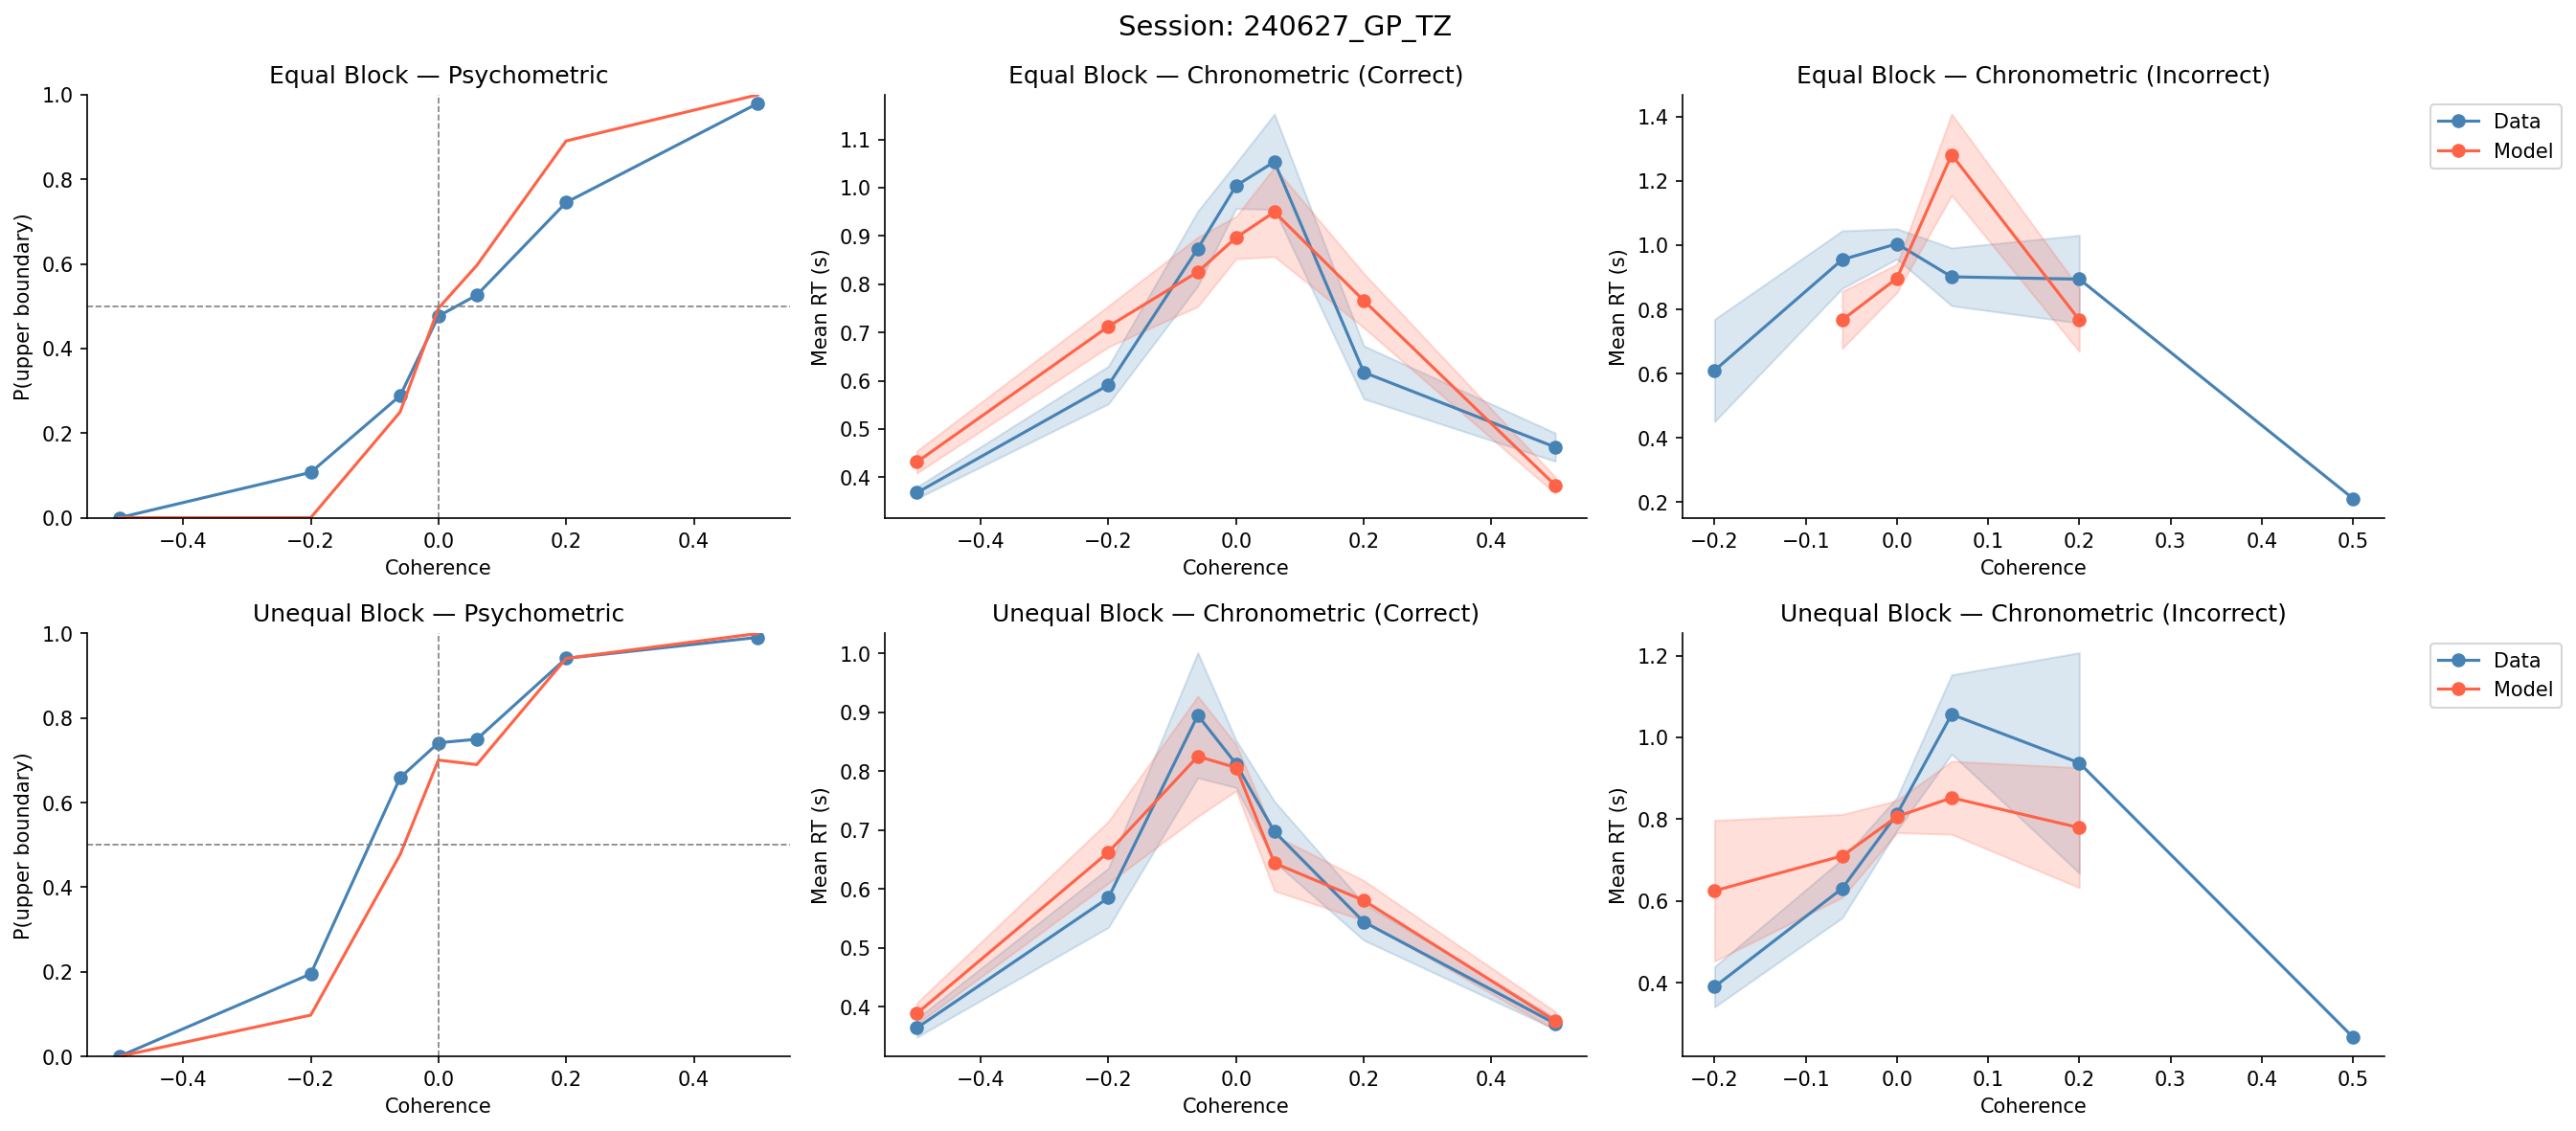 Session: 240627_GP_TZ
Equal Block — Psychometric
P(upper boundary)
1.0
0.8
0.6
0.4
0.2
0.0
−0.4 −0.2 0.0 0.2 0.4
Coherence
Equal Block — Chronometric (Correct)
Mean RT (s)
1.1
1.0
0.9
0.8
0.7
0.6
0.5
0.4
−0.4 −0.2 0.0 0.2 0.4
Coherence
Equal Block — Chronometric (Incorrect)
Mean RT (s)
1.4
1.2
1.0
0.8
0.6
0.4
0.2
−0.2 −0.1 0.0 0.1 0.2 0.3 0.4 0.5
Coherence
Data
Model
Unequal Block — Psychometric
P(upper boundary)
1.0
0.8
0.6
0.4
0.2
0.0
−0.4 −0.2 0.0 0.2 0.4
Coherence
Unequal Block — Chronometric (Correct)
Mean RT (s)
1.0
0.9
0.8
0.7
0.6
0.5
0.4
−0.4 −0.2 0.0 0.2 0.4
Coherence
Unequal Block — Chronometric (Incorrect)
Mean RT (s)
1.2
1.0
0.8
0.6
0.4
−0.2 −0.1 0.0 0.1 0.2 0.3 0.4 0.5
Coherence
Data
Model